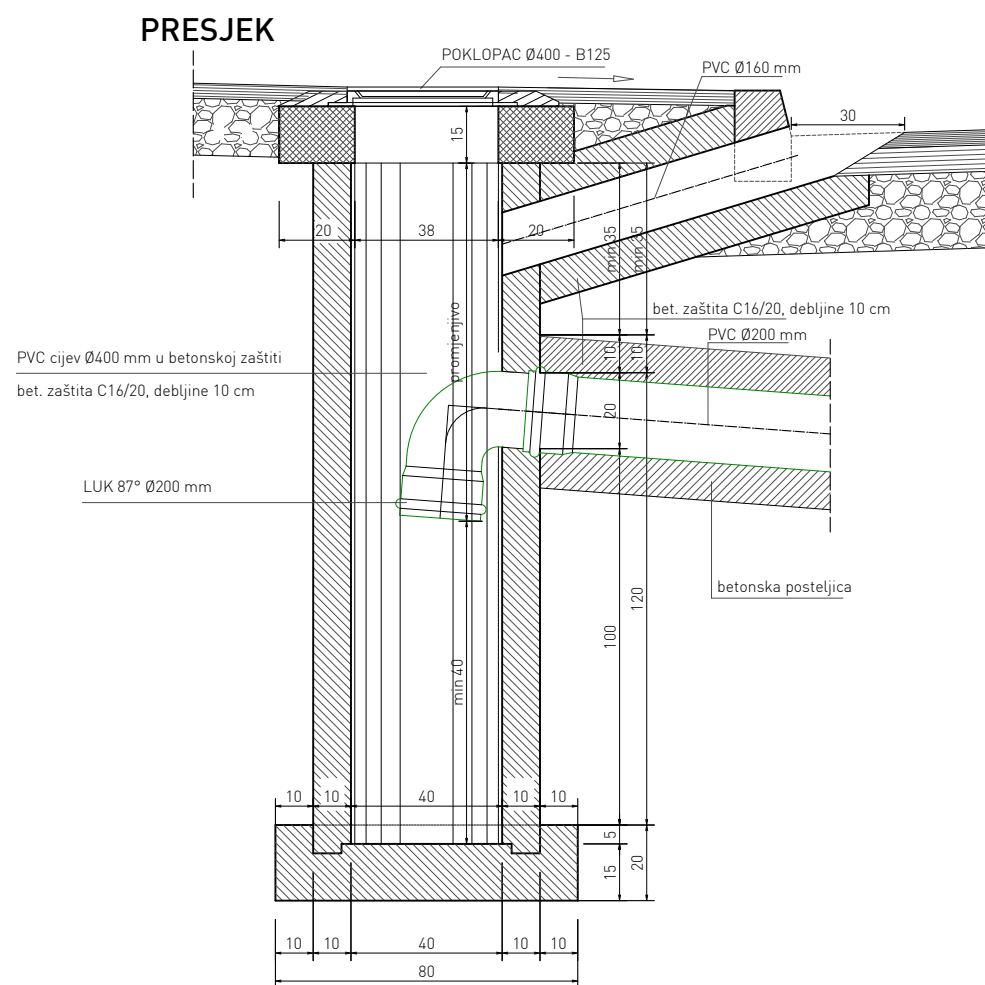 PRESJEK
POKLOPAC Ø400 - B125
PVC Ø160 mm
30
15
20
38
20
min 35
min 35
promjenjivo
bet. zaštita C16/20, debljine 10 cm
PVC Ø200 mm
PVC cijev Ø400 mm u betonskoj zaštiti
bet. zaštita C16/20, debljine 10 cm
10
10
20
LUK 87° Ø200 mm
betonska posteljica
120
100
min 40
10
10
40
10
10
5
15
20
10
10
40
10
10
80